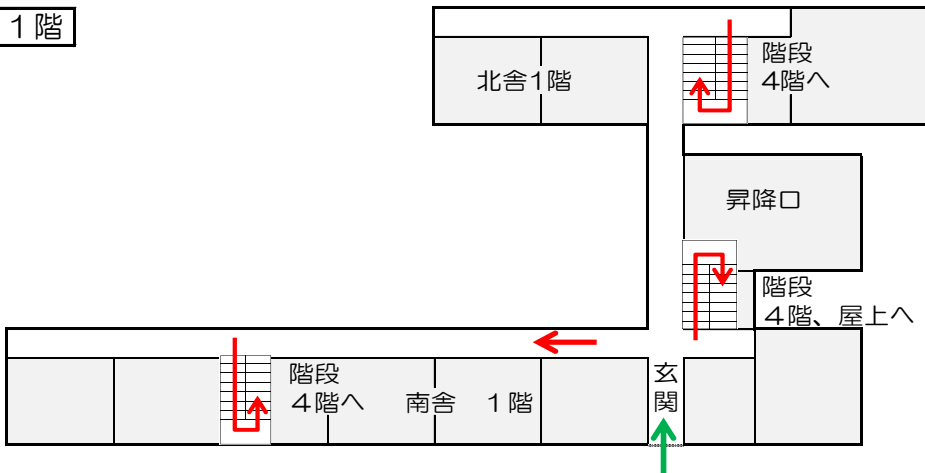 1階
階段
4階へ
北舎1階
昇降口
階段
4階、屋上へ
階段
4階へ
南舎 1階
玄
関